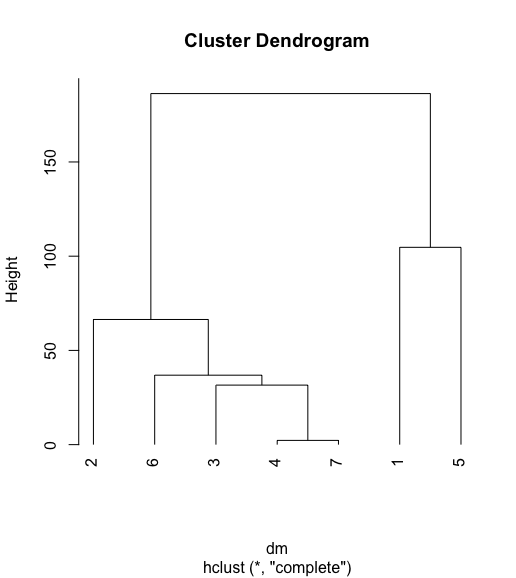 Cluster Dendrogram
Height
150
100
50
0
2 6 3 4 7 1 5
dm
hclust (*, "complete")